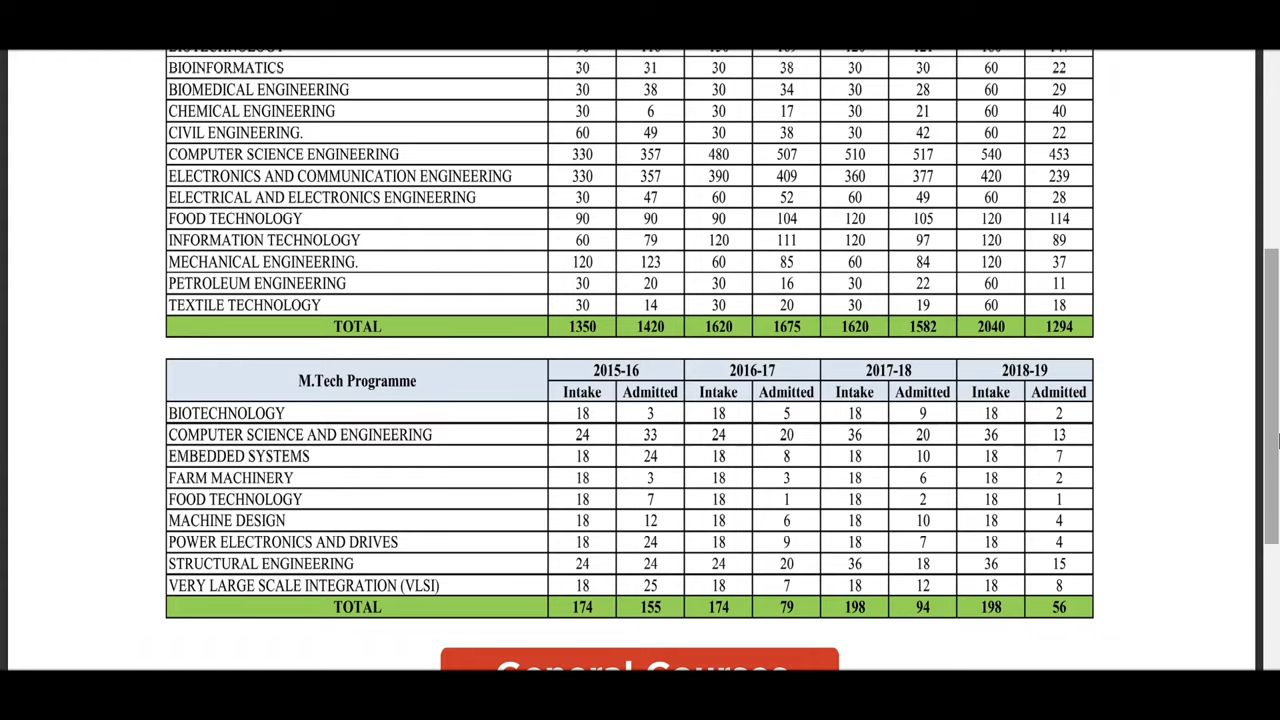 BIOINFORMATICS 30 31 30 38 30 30 60 22
BIOMEDICAL ENGINEERING 30 38 30 34 30 28 60 29
CHEMICAL ENGINEERING 30 6 30 17 30 21 60 40
CIVIL ENGINEERING. 60 49 30 38 30 42 60 22
COMPUTER SCIENCE ENGINEERING 330 357 480 507 510 517 540 453
ELECTRONICS AND COMMUNICATION ENGINEERING 330 357 390 409 360 377 420 239
ELECTRICAL AND ELECTRONICS ENGINEERING 30 47 60 52 60 49 60 28
FOOD TECHNOLOGY 90 90 90 104 120 105 120 114
INFORMATION TECHNOLOGY 60 79 120 111 120 97 120 89
MECHANICAL ENGINEERING. 120 123 60 85 60 84 120 37
PETROLEUM ENGINEERING 30 20 30 16 30 22 60 11
TEXTILE TECHNOLOGY 30 14 30 20 30 19 60 18
TOTAL 1350 1420 1620 1675 1620 1582 2040 1294
M.Tech Programme 2015-16 2016-17 2017-18 2018-19
Intake Admitted Intake Admitted Intake Admitted Intake Admitted
BIOTECHNOLOGY 18 3 18 5 18 9 18 2
COMPUTER SCIENCE AND ENGINEERING 24 33 24 20 36 20 36 13
EMBEDDED SYSTEMS 18 24 18 8 18 10 18 7
FARM MACHINERY 18 3 18 3 18 6 18 2
FOOD TECHNOLOGY 18 7 18 1 18 2 18 1
MACHINE DESIGN 18 12 18 6 18 10 18 4
POWER ELECTRONICS AND DRIVES 18 24 18 9 18 7 18 4
STRUCTURAL ENGINEERING 24 24 24 20 36 18 36 15
VERY LARGE SCALE INTEGRATION (VLSI) 18 25 18 7 18 12 18 8
TOTAL 174 155 174 79 198 94 198 56
General Courses